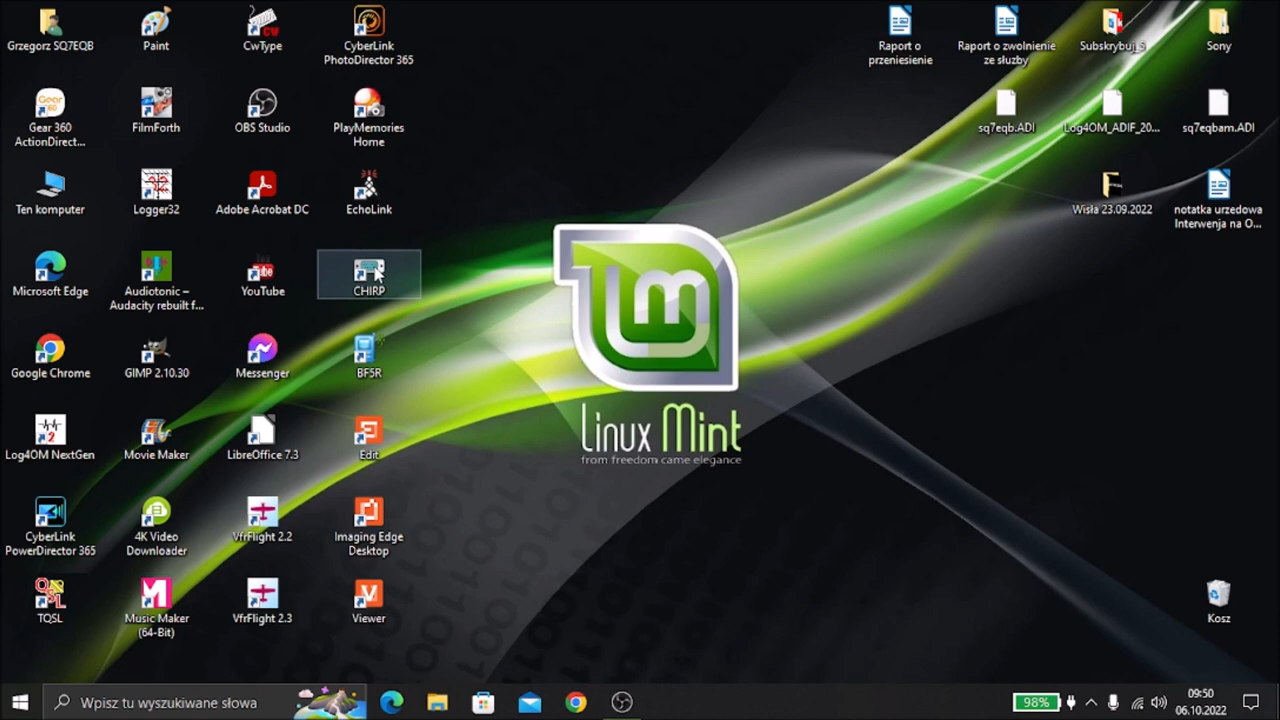 Grzegorz SQ7EQB
Paint
CwType
CyberLink
PhotoDirector 365
Raport o
przeniesienie
Raport o zwolnienie
ze służby
Subskrybuj_5
Sony
Gear 360
ActionDirect...
FilmForth
OBS Studio
PlayMemories
Home
sq7eqb.ADI
Log4OM_ADIF_20...
sq7eqbam.ADI
Ten komputer
Logger32
Adobe Acrobat DC
EchoLink
Wisła 23.09.2022
notatka urzedowa
Interwenja na O...
Microsoft Edge
Audiotonic –
Audacity rebuilt f...
YouTube
CHIRP
Google Chrome
GIMP 2.10.30
Messenger
BF5R
Linux Mint
from freedom came elegance
Log4OM NextGen
Movie Maker
LibreOffice 7.3
Edit
CyberLink
PowerDirector 365
4K Video
Downloader
VfrFlight 2.2
Imaging Edge
Desktop
TQSL
Music Maker
(64-Bit)
VfrFlight 2.3
Viewer
Kosz
Wpisz tu wyszukiwane słowa
98%
09:50
06.10.2022